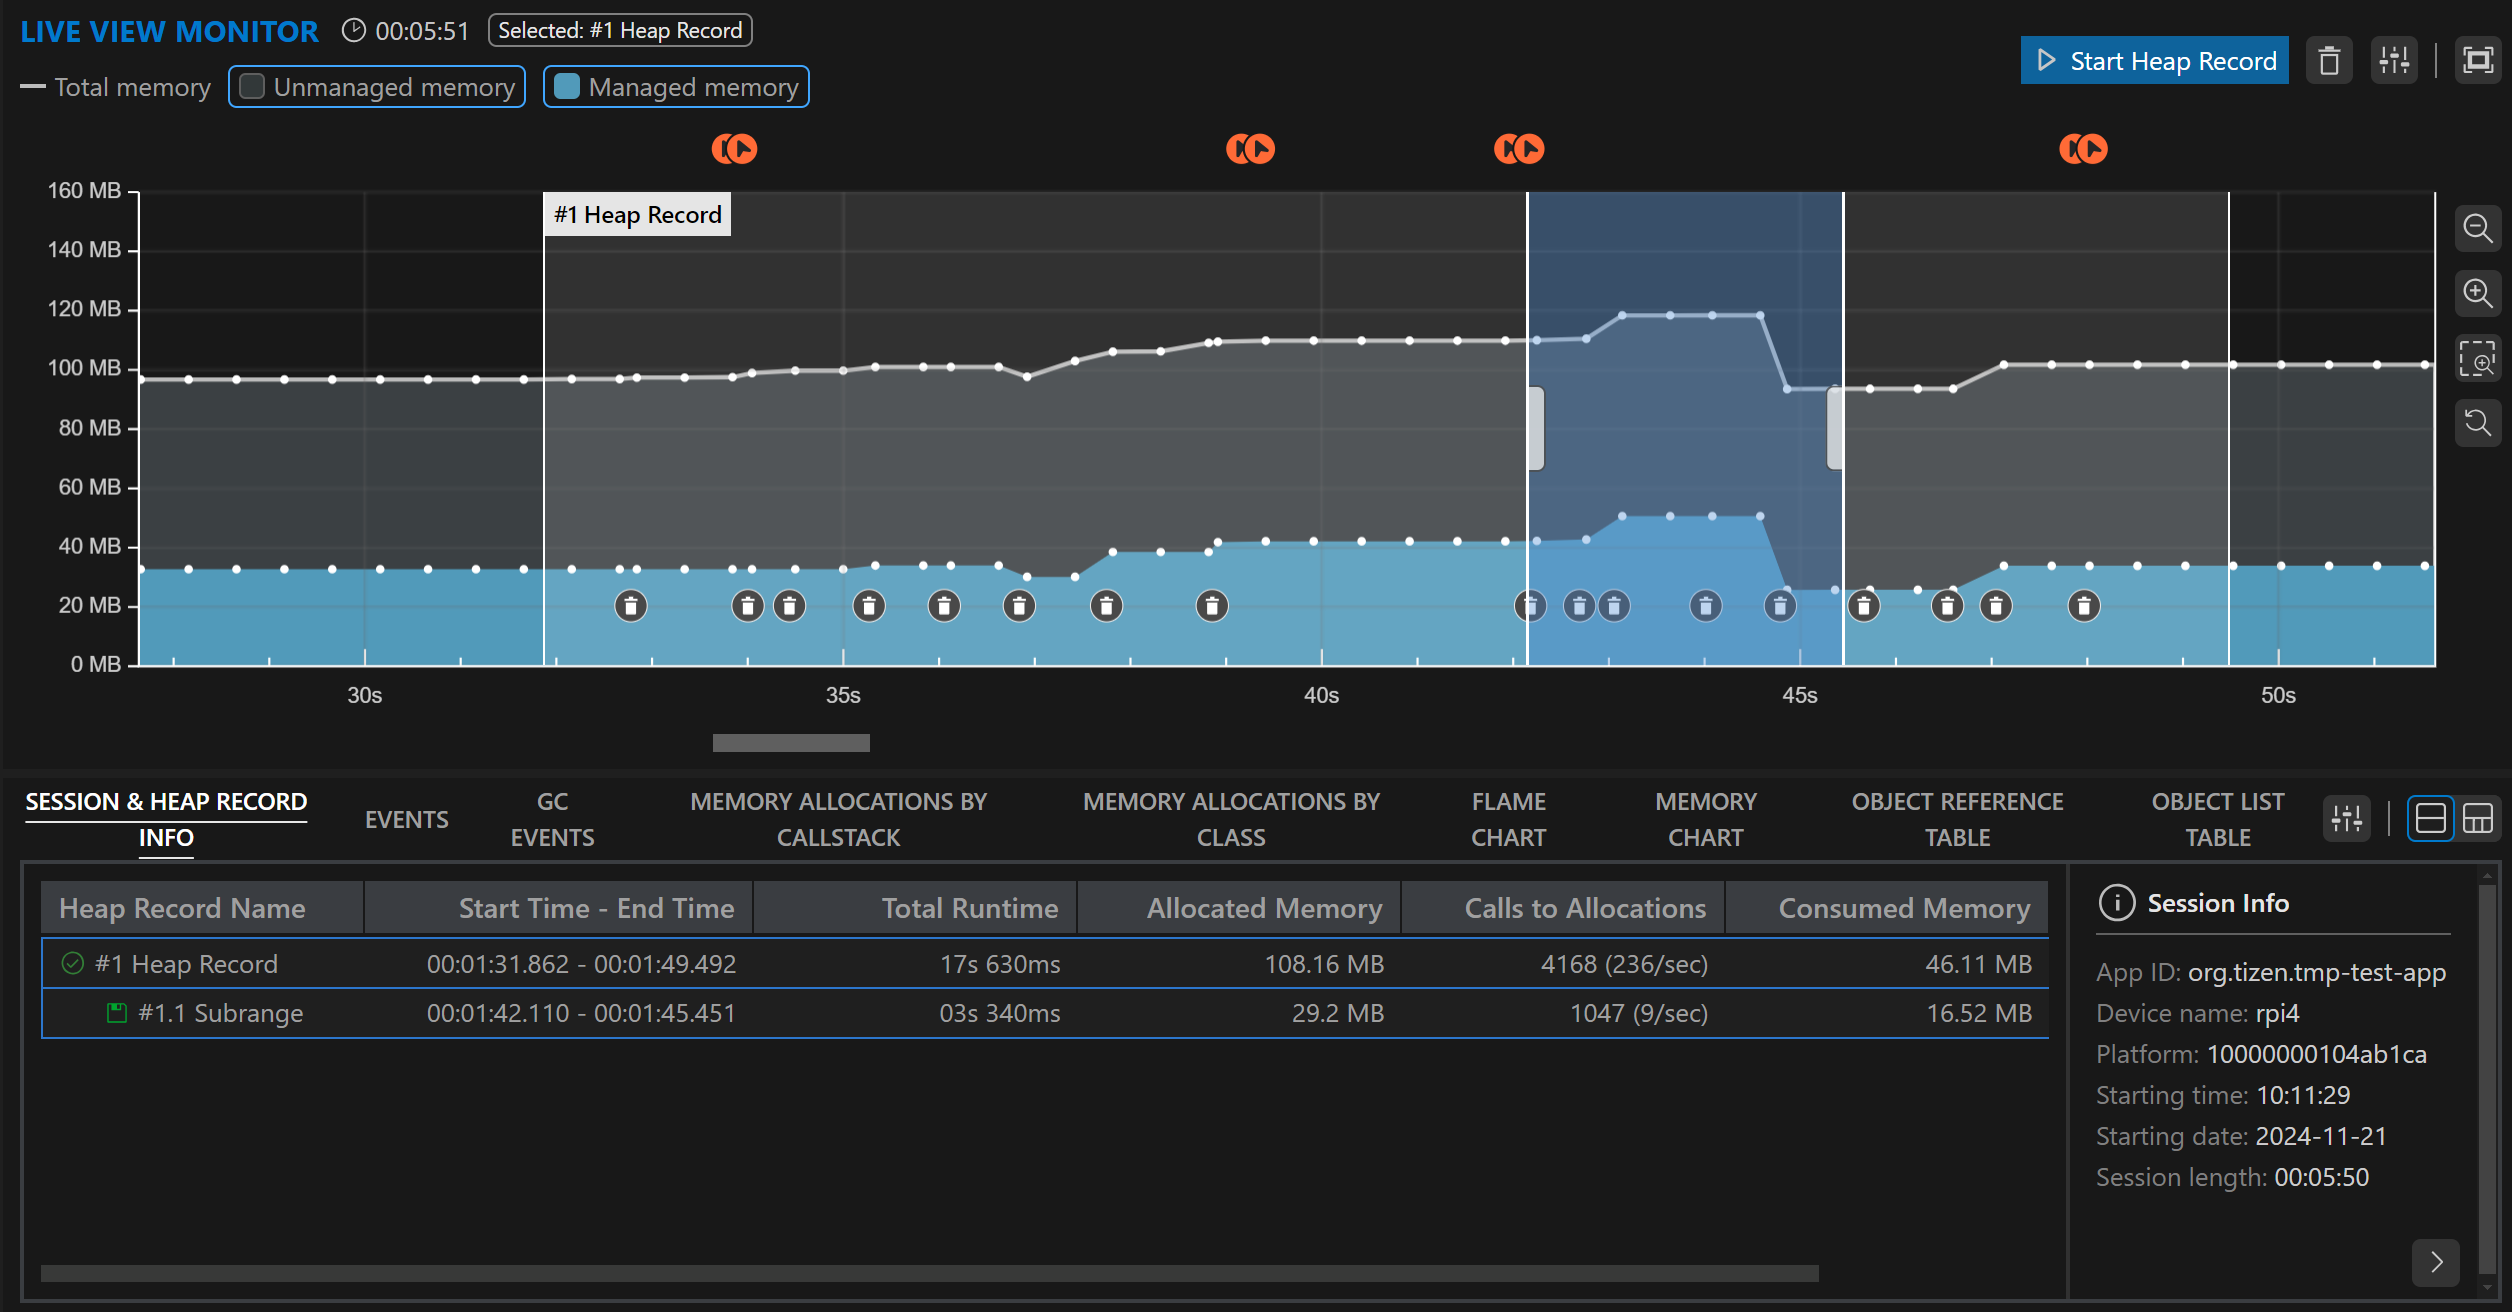 LIVE VIEW MONITOR 00:05:51 Selected: #1 Heap Record
Start Heap Record
Total memory Unmanaged memory Managed memory
160 MB
#1 Heap Record
140 MB
120 MB
100 MB
80 MB
60 MB
40 MB
20 MB
0 MB
30s 35s 40s 45s 50s
SESSION & HEAP RECORD INFO
EVENTS
GC EVENTS
MEMORY ALLOCATIONS BY CALLSTACK
MEMORY ALLOCATIONS BY CLASS
FLAME CHART
MEMORY CHART
OBJECT REFERENCE TABLE
OBJECT LIST TABLE
Heap Record Name Start Time - End Time Total Runtime Allocated Memory Calls to Allocations Consumed Memory
#1 Heap Record 00:01:31.862 - 00:01:49.492 17s 630ms 108.16 MB 4168 (236/sec) 46.11 MB
#1.1 Subrange 00:01:42.110 - 00:01:45.451 03s 340ms 29.2 MB 1047 (9/sec) 16.52 MB
Session Info
App ID: org.tizen.tmp-test-app
Device name: rpi4
Platform: 10000000104ab1ca
Starting time: 10:11:29
Starting date: 2024-11-21
Session length: 00:05:50